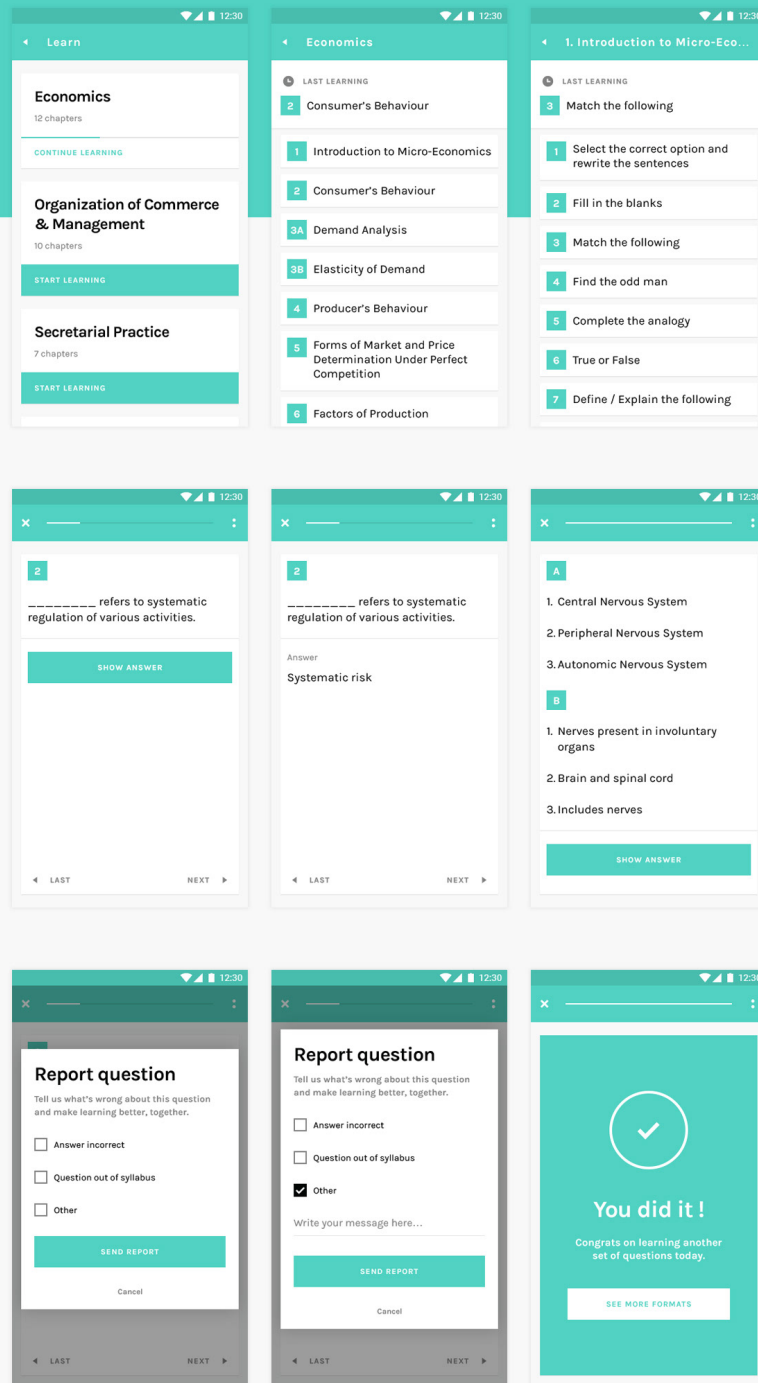 12:30
Learn
Economics
12 chapters
CONTINUE LEARNING
Organization of Commerce
& Management
10 chapters
START LEARNING
Secretarial Practice
7 chapters
START LEARNING
12:30
Economics
LAST LEARNING
2 Consumer's Behaviour
1 Introduction to Micro-Economics
2 Consumer's Behaviour
3A Demand Analysis
3B Elasticity of Demand
4 Producer's Behaviour
5 Forms of Market and Price
Determination Under Perfect
Competition
6 Factors of Production
12:30
1. Introduction to Micro-Eco...
LAST LEARNING
3 Match the following
1 Select the correct option and
rewrite the sentences
2 Fill in the blanks
3 Match the following
4 Find the odd man
5 Complete the analogy
6 True or False
7 Define / Explain the following
12:30
2
________ refers to systematic
regulation of various activities.
SHOW ANSWER
LAST NEXT
12:30
2
________ refers to systematic
regulation of various activities.
Answer
Systematic risk
LAST NEXT
12:30
A
1. Central Nervous System
2. Peripheral Nervous System
3. Autonomic Nervous System
B
1. Nerves present in involuntary
organs
2. Brain and spinal cord
3. Includes nerves
SHOW ANSWER
12:30
Report question
Tell us what's wrong about this question
and make learning better, together.
Answer incorrect
Question out of syllabus
Other
SEND REPORT
Cancel
LAST NEXT
12:30
Report question
Tell us what's wrong about this question
and make learning better, together.
Answer incorrect
Question out of syllabus
Other
Write your message here...
SEND REPORT
Cancel
LAST NEXT
12:30
You did it !
Congrats on learning another
set of questions today.
SEE MORE FORMATS